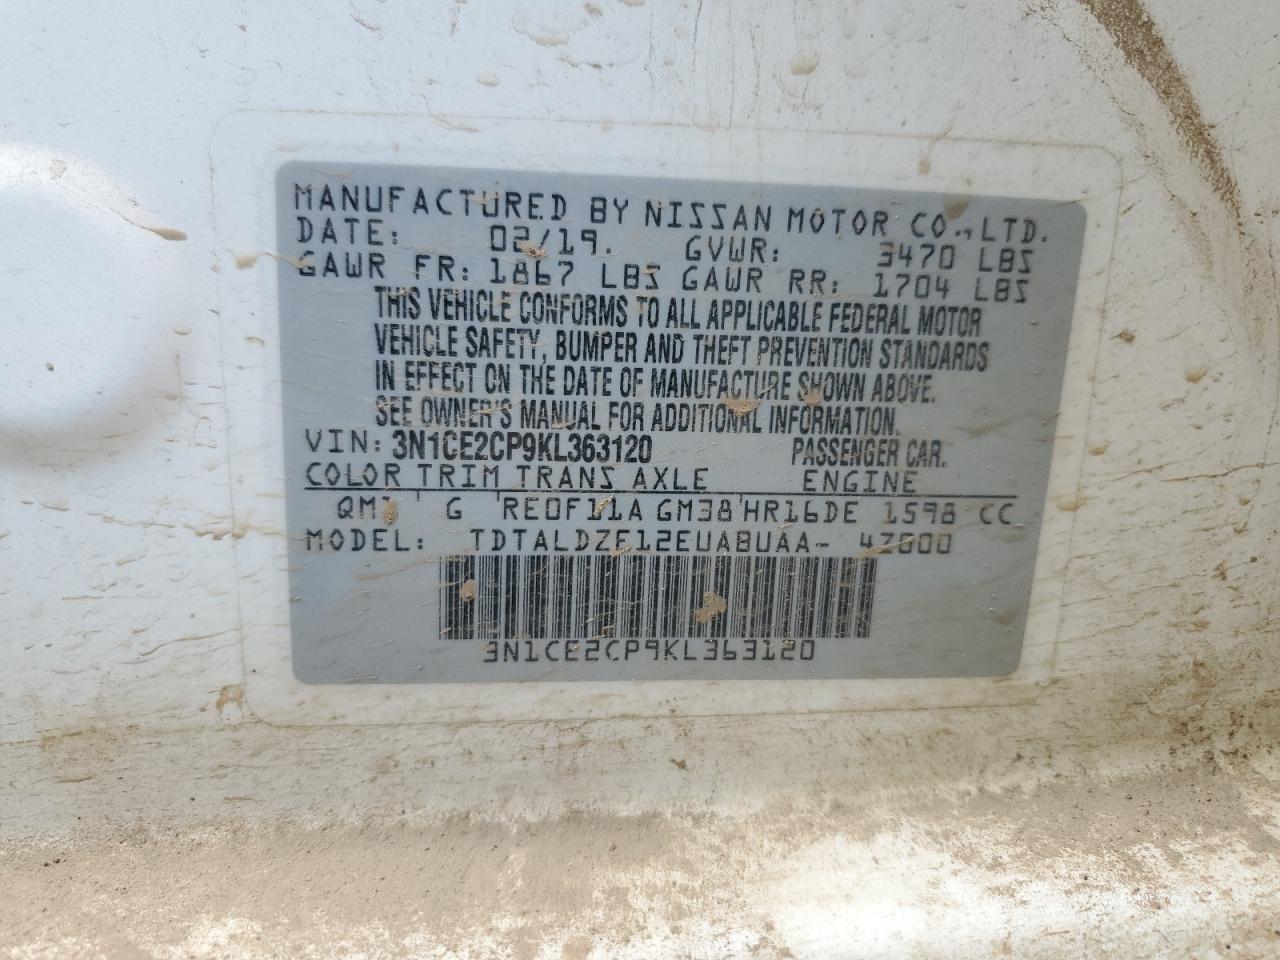 MANUFACTURED BY NISSAN MOTOR CO., LTD.
DATE: 02/19. GVWR: 3470 LBS
GAWR FR: 1867 LBS GAWR RR: 1704 LBS
THIS VEHICLE CONFORMS TO ALL APPLICABLE FEDERAL MOTOR
VEHICLE SAFETY, BUMPER AND THEFT PREVENTION STANDARDS
IN EFFECT ON THE DATE OF MANUFACTURE SHOWN ABOVE.
SEE OWNER'S MANUAL FOR ADDITIONAL INFORMATION.
VIN: 3N1CE2CP9KL363120 PASSENGER CAR.
COLOR TRIM TRANS AXLE ENGINE
G RE0F11A GM38 HR16DE 1598 CC
MODEL: TDTALDZE12EUABUAA- 4Z000
3N1CE2CP9KL363120